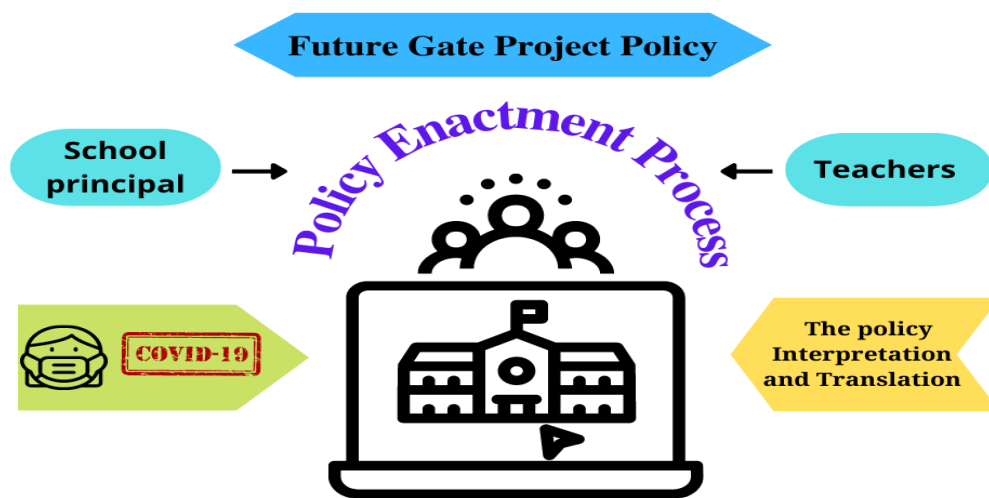 Future Gate Project Policy
Policy Enactment Process
School
principal
Teachers
COVID-19
The policy
Interpretation
and Translation